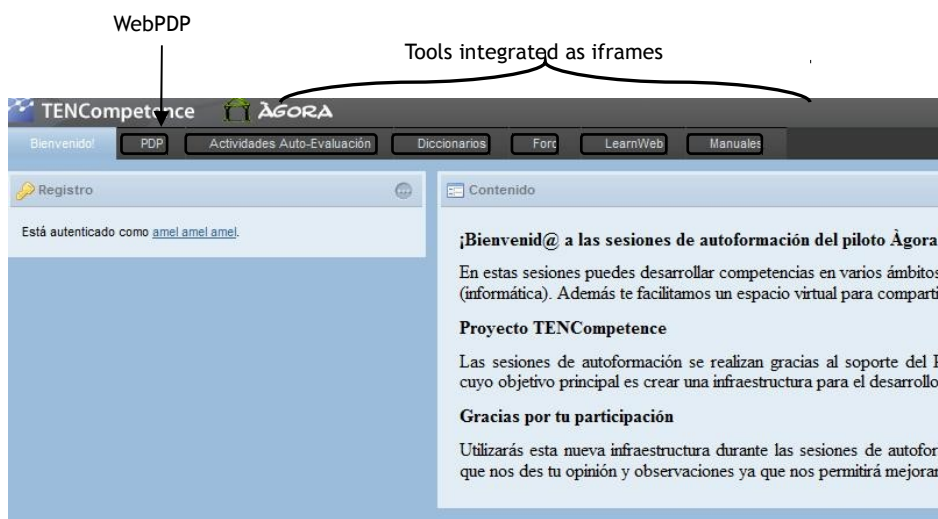 WebPDP
Tools integrated as iframes
TENCompetence ÀGORA
Bienvenido! PDP Actividades Auto-Evaluación Diccionarios Foro LearnWeb Manuales
Registro
Está autenticado como amel amel amel.
Contenido
¡Bienvenid@ a las sesiones de autoformación del piloto Àgora
En estas sesiones puedes desarrollar competencias en varios ámbitos
(informática). Además te facilitamos un espacio virtual para comparti
Proyecto TENCompetence
Las sesiones de autoformación se realizan gracias al soporte del
cuyo objetivo principal es crear una infraestructura para el desarrollo
Gracias por tu participación
Utilizarás esta nueva infraestructura durante las sesiones de autofor
que nos des tu opinión y observaciones ya que nos permitirá mejorar